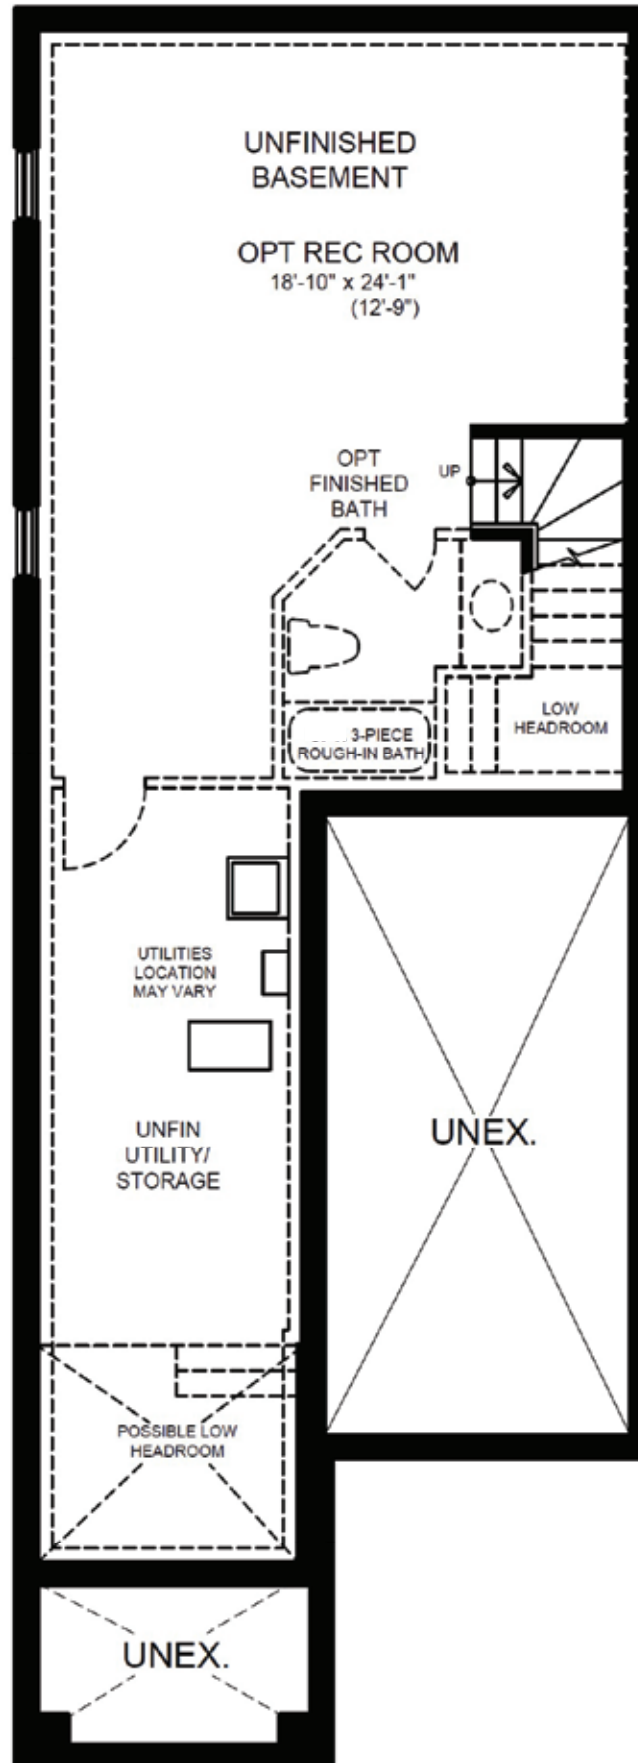 UNFINISHED
BASEMENT
OPT REC ROOM
18'-10" x 24'-1"
(12'-9")
OPT
FINISHED
BATH
UP
LOW
HEADROOM
3-PIECE
ROUGH-IN BATH
UTILITIES
LOCATION
MAY VARY
UNFIN
UTILITY/
STORAGE
UNEX.
POSSIBLE LOW
HEADROOM
UNEX.